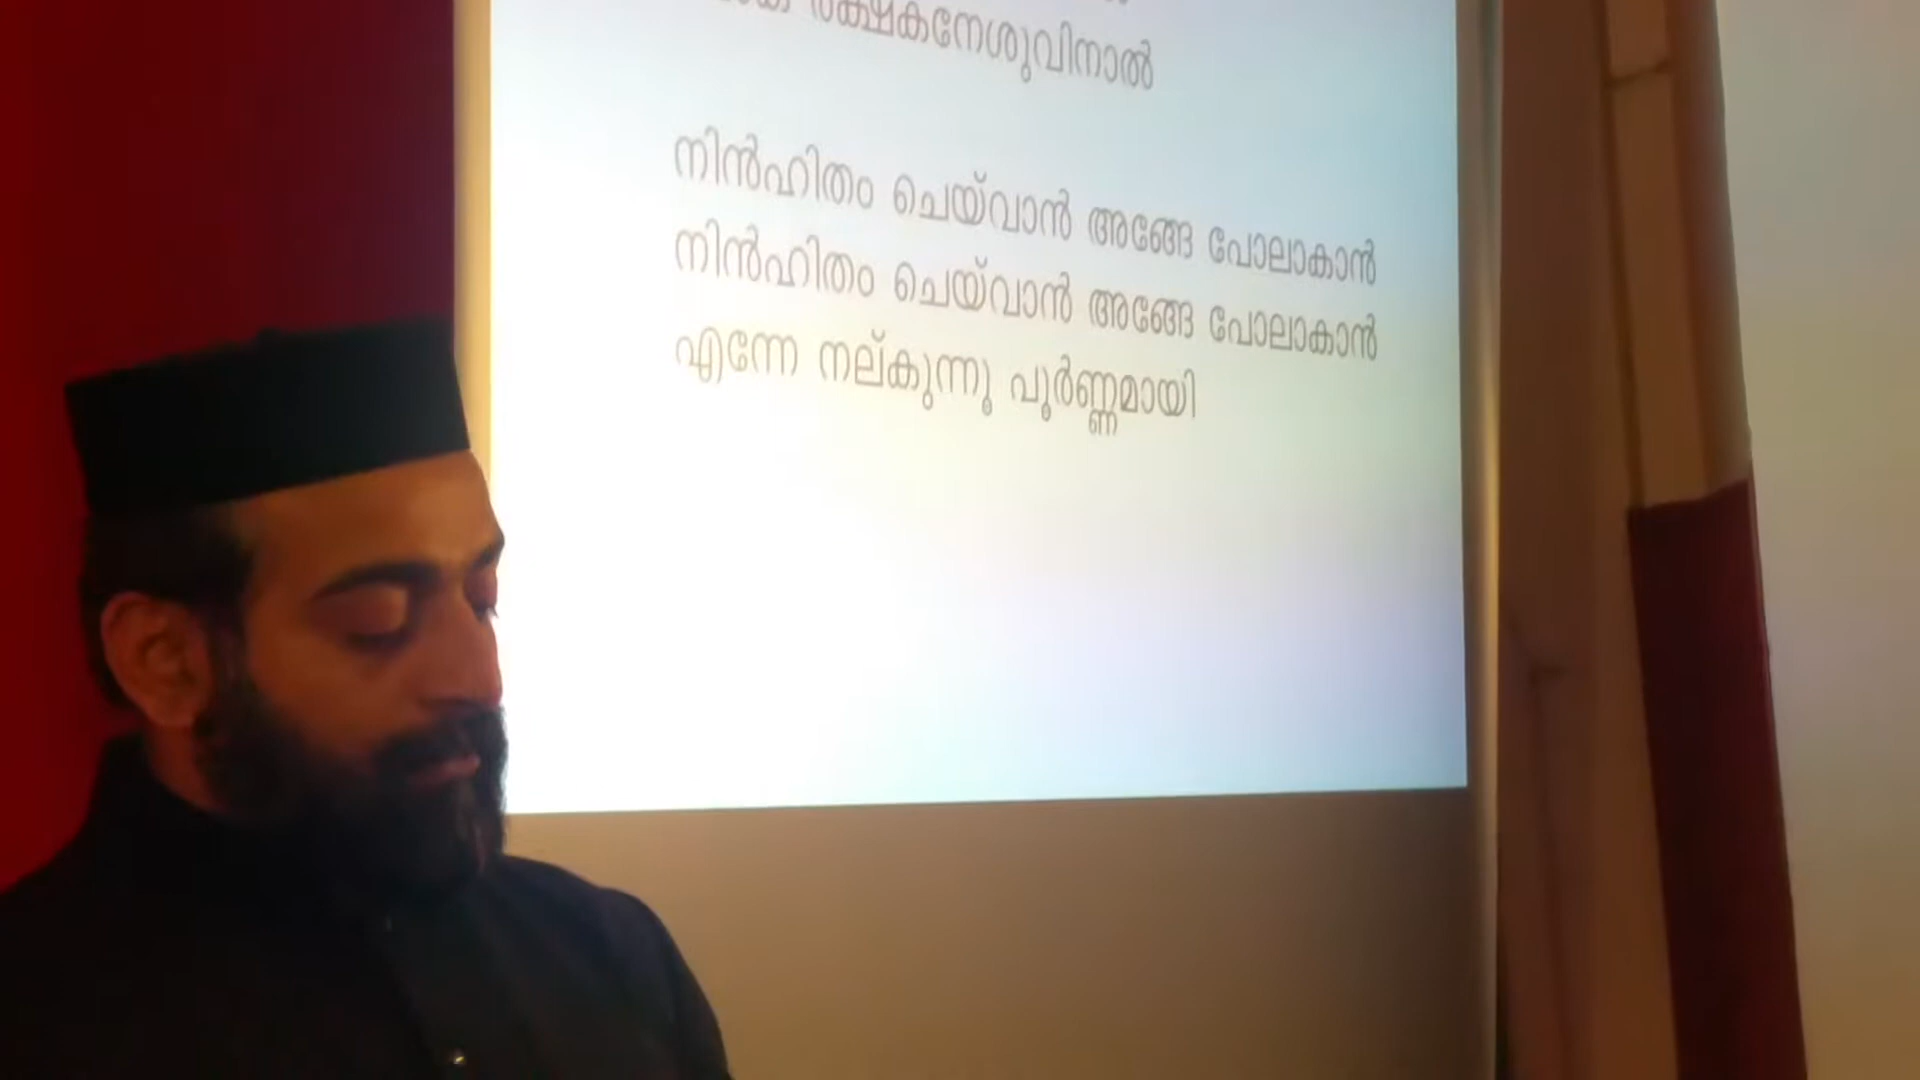 രക്ഷകനേശുവിനാൽ
നിൻഹിതം ചെയ്‌വാൻ അങ്ങേ പോലാകാൻ
നിൻഹിതം ചെയ്‌വാൻ അങ്ങേ പോലാകാൻ
എന്നേ നല്കുന്നൂ പൂർണ്ണമായി